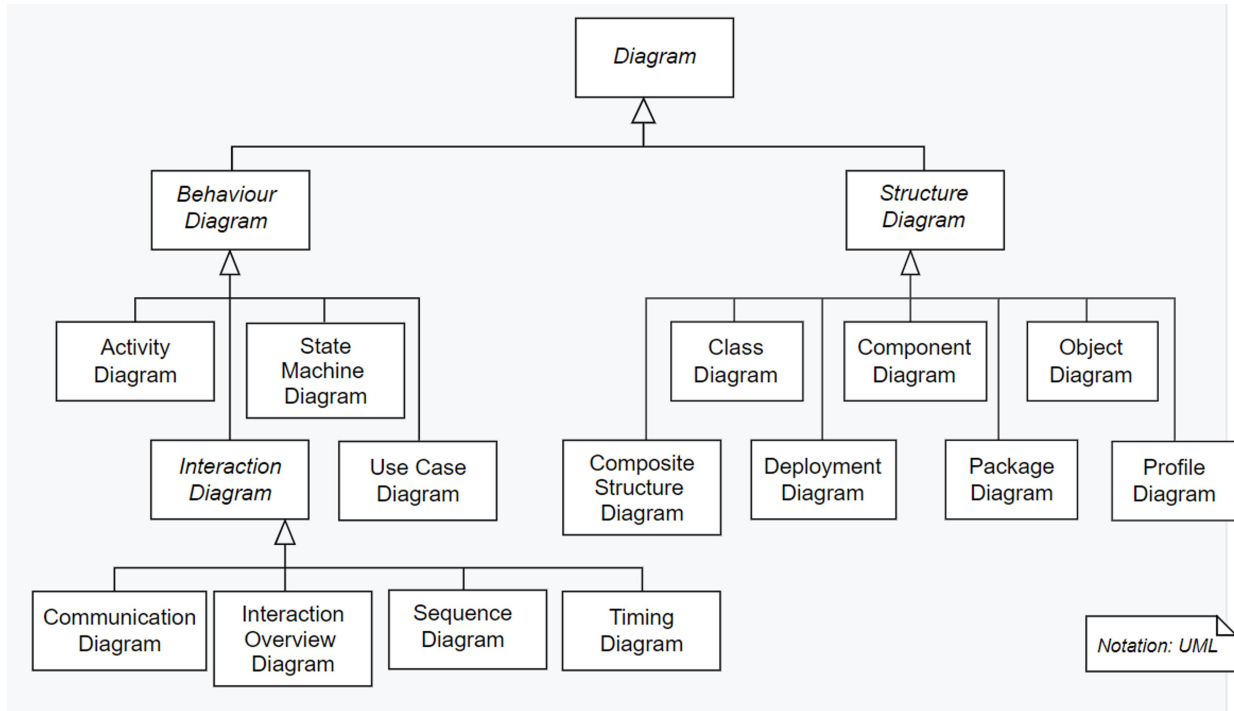 Diagram
Behaviour
Diagram
Structure
Diagram
Activity
Diagram
State
Machine
Diagram
Class
Diagram
Component
Diagram
Object
Diagram
Interaction
Diagram
Use Case
Diagram
Composite
Structure
Diagram
Deployment
Diagram
Package
Diagram
Profile
Diagram
Communication
Diagram
Interaction
Overview
Diagram
Sequence
Diagram
Timing
Diagram
Notation: UML